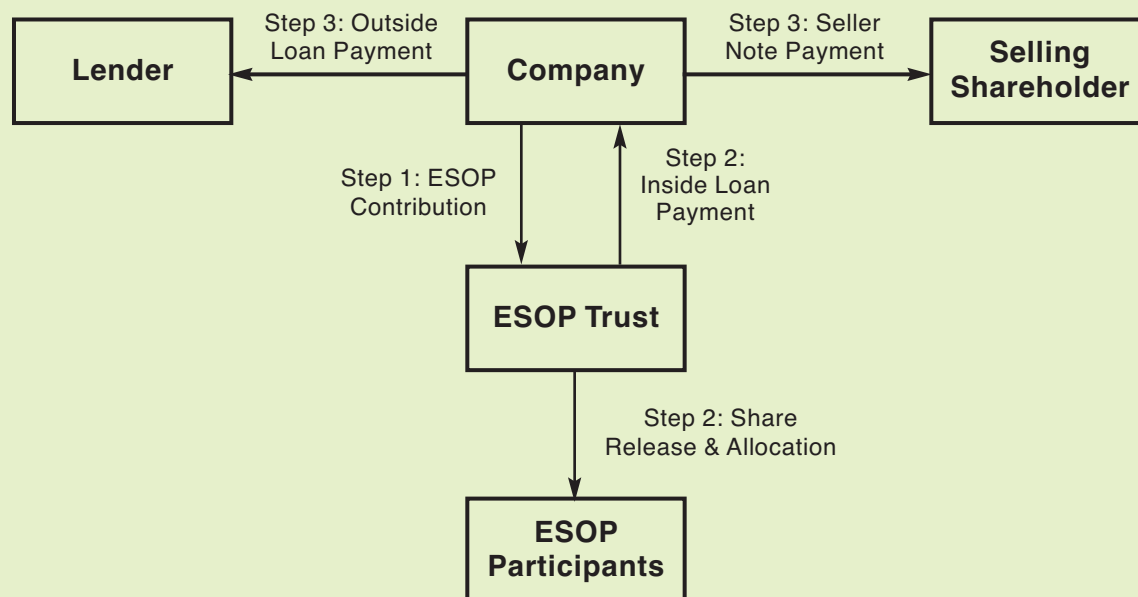 Step 3: Outside
Loan Payment
Step 3: Seller
Note Payment
Lender
Company
Selling
Shareholder
Step 1: ESOP
Contribution
Step 2:
Inside Loan
Payment
ESOP Trust
Step 2: Share
Release & Allocation
ESOP
Participants